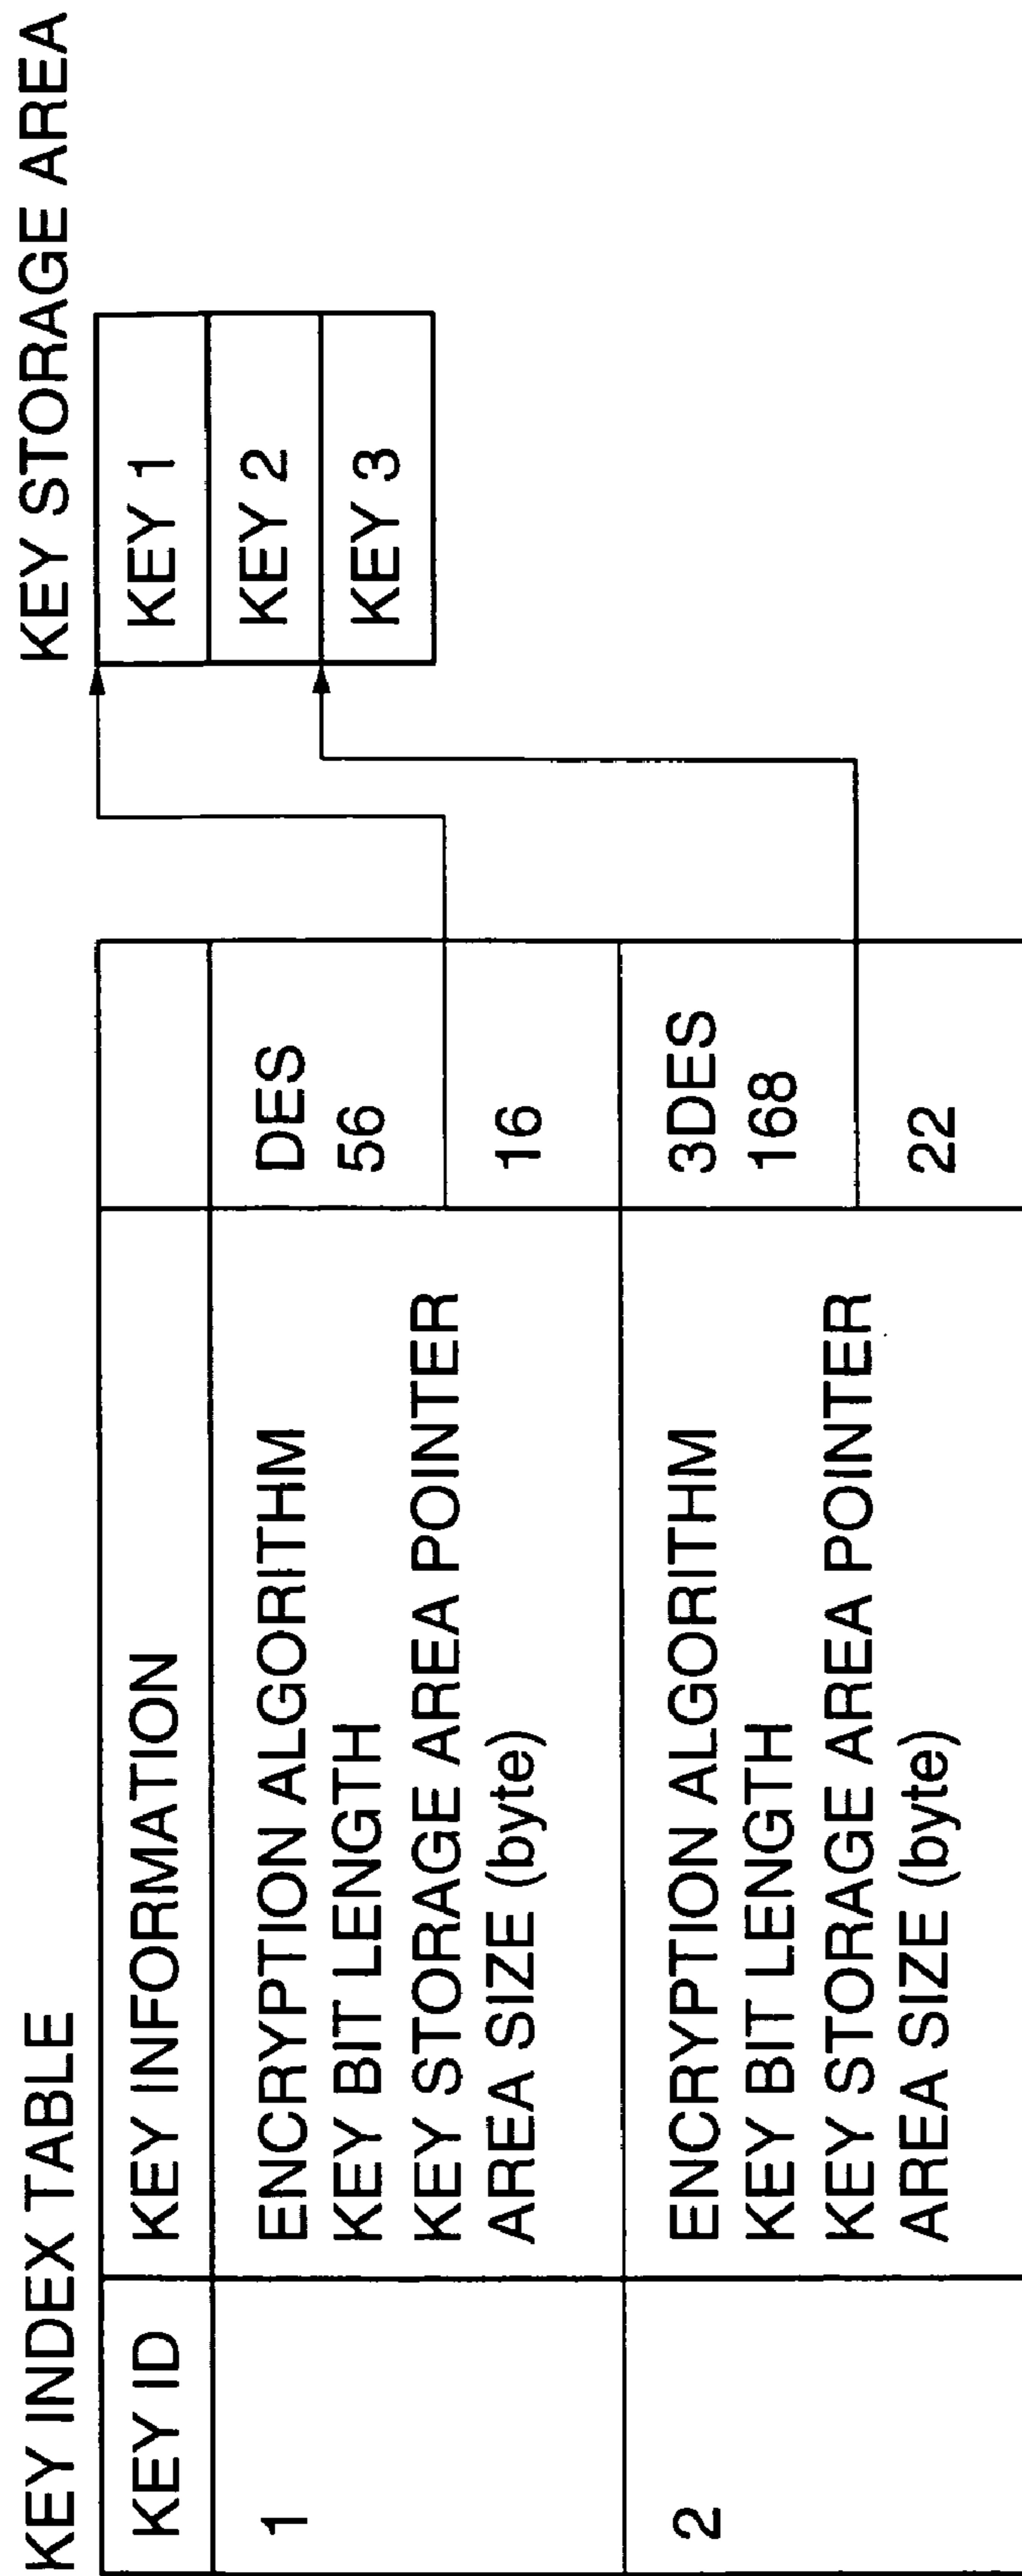 KEY INDEX TABLE
KEY ID KEY INFORMATION
1 ENCRYPTION ALGORITHM DES
KEY BIT LENGTH 56
KEY STORAGE AREA POINTER
AREA SIZE (byte) 16
2 ENCRYPTION ALGORITHM 3DES
KEY BIT LENGTH 168
KEY STORAGE AREA POINTER
AREA SIZE (byte) 22
KEY STORAGE AREA
KEY 1
KEY 2
KEY 3